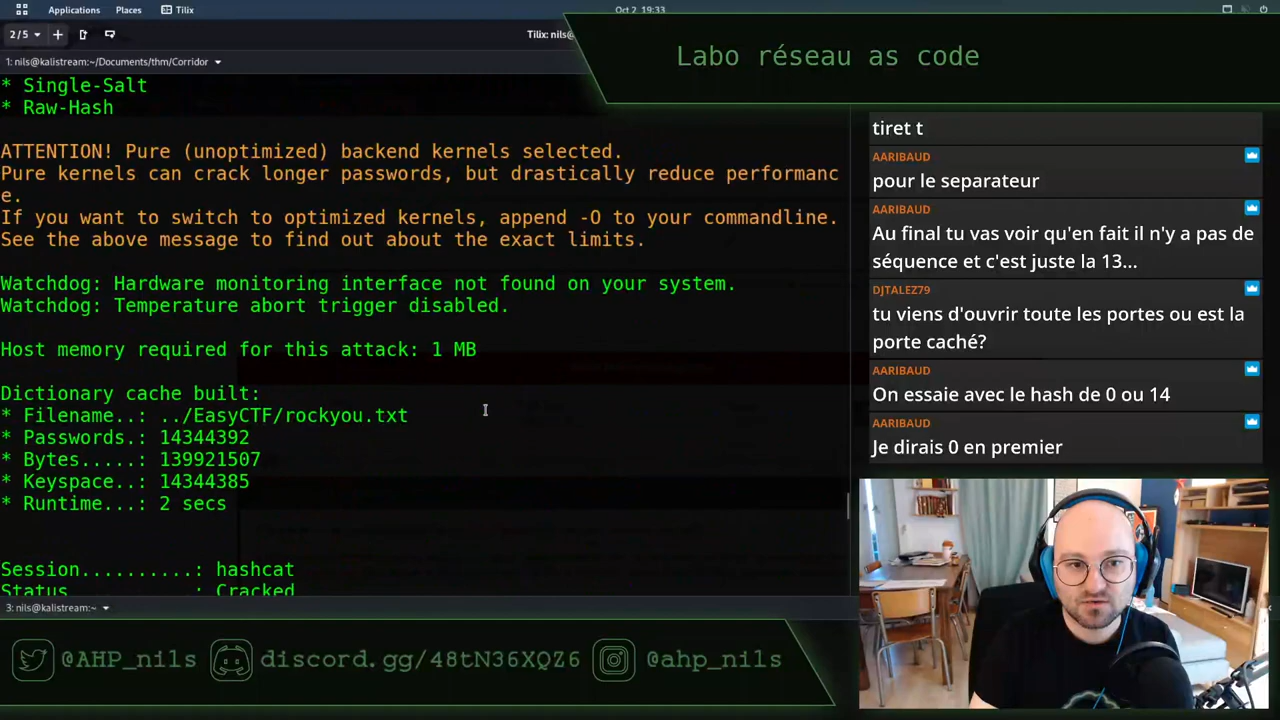 Applications Places Tilix
Oct 2 19:33
2/5
Tilix: nils@
1: nils@kalistream:~/Documents/thm/Corridor
Labo réseau as code
* Single-Salt
* Raw-Hash
ATTENTION! Pure (unoptimized) backend kernels selected.
Pure kernels can crack longer passwords, but drastically reduce performanc
e.
If you want to switch to optimized kernels, append -O to your commandline.
See the above message to find out about the exact limits.
Watchdog: Hardware monitoring interface not found on your system.
Watchdog: Temperature abort trigger disabled.
Host memory required for this attack: 1 MB
Dictionary cache built:
* Filename..: ../EasyCTF/rockyou.txt
* Passwords.: 14344392
* Bytes.....: 139921507
* Keyspace..: 14344385
* Runtime...: 2 secs
Session..........: hashcat
Status...........: Cracked
3: nils@kalistream:~
tiret t
AARIBAUD
pour le separateur
AARIBAUD
Au final tu vas voir qu'en fait il n'y a pas de
séquence et c'est juste la 13...
DJTALEZ79
tu viens d'ouvrir toute les portes ou est la
porte caché?
AARIBAUD
On essaie avec le hash de 0 ou 14
AARIBAUD
Je dirais 0 en premier
@AHP_nils discord.gg/48tN36XQZ6 @ahp_nils